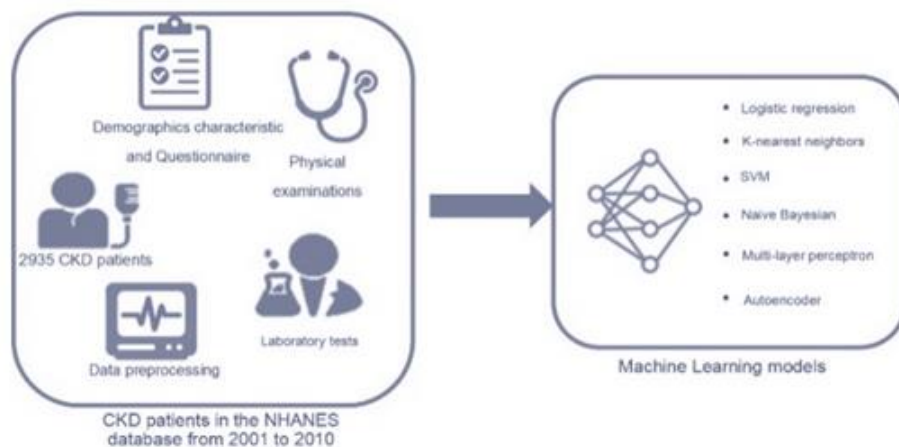 Demographics characteristic
and Questionnaire
Physical
examinations
2935 CKD patients
Data preprocessing
Laboratory tests
CKD patients in the NHANES
database from 2001 to 2010
Logistic regression
K-nearest neighbors
SVM
Naive Bayesian
Multi-layer perceptron
Autoencoder
Machine Learning models